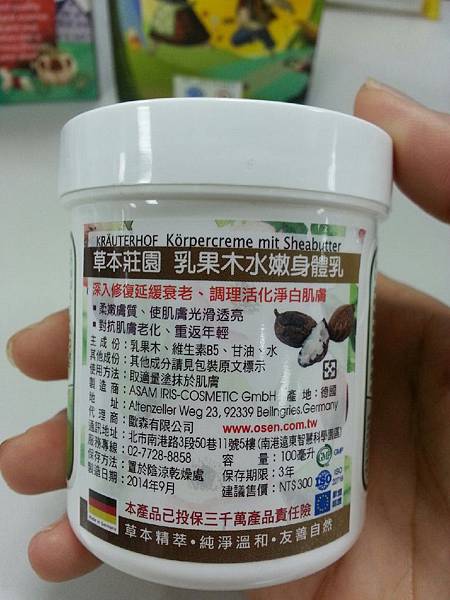 KRÄUTERHOF Körpercreme mit Sheabutter
草本莊園 乳果木水嫩身體乳
深入修復延緩衰老、調理活化淨白肌膚
▪ 柔嫩膚質、使肌膚光滑透亮
▪ 對抗肌膚老化、重返年輕
主成份:乳果木、維生素B5、甘油、水
其他成份:其他成分請見包裝原文標示
使用方法:取適量塗抹於肌膚
製造商:ASAM IRIS-COSMETIC GmbH 產地:德國
地址:Altenzeller Weg 23, 92339 Beilngries,Germany
代理商:歐森有限公司 www.osen.com.tw
通訊地址:北市南港路3段50巷11號5樓(南港遠東智慧科學園區)
服務專線:02-7728-8858 容量:100毫升
保存方法:置於陰涼乾燥處 保存期限:3年
製造日期:2014年9月 建議售價:NT$300
GMP
ISO
ISO
本產品已投保三千萬產品責任險
草本精萃・純淨溫和・友善自然